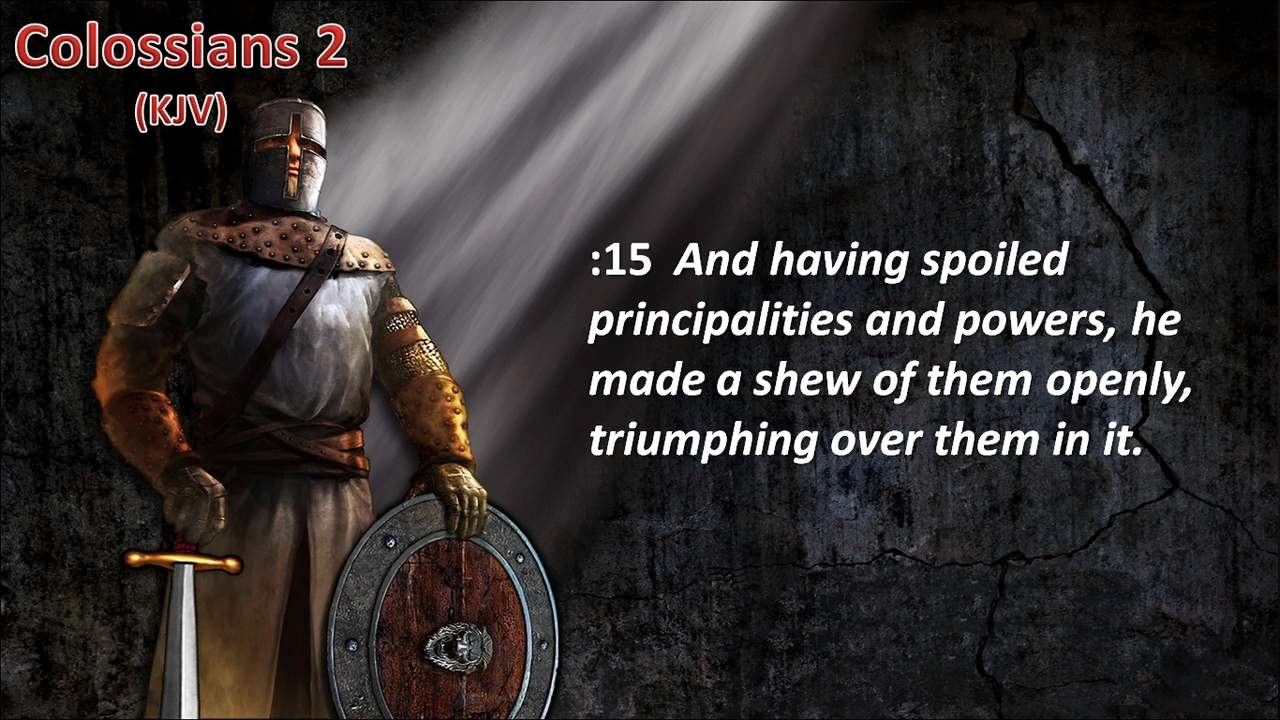 Colossians 2
(KJV)
:15  And having spoiled
principalities and powers, he
made a shew of them openly,
triumphing over them in it.